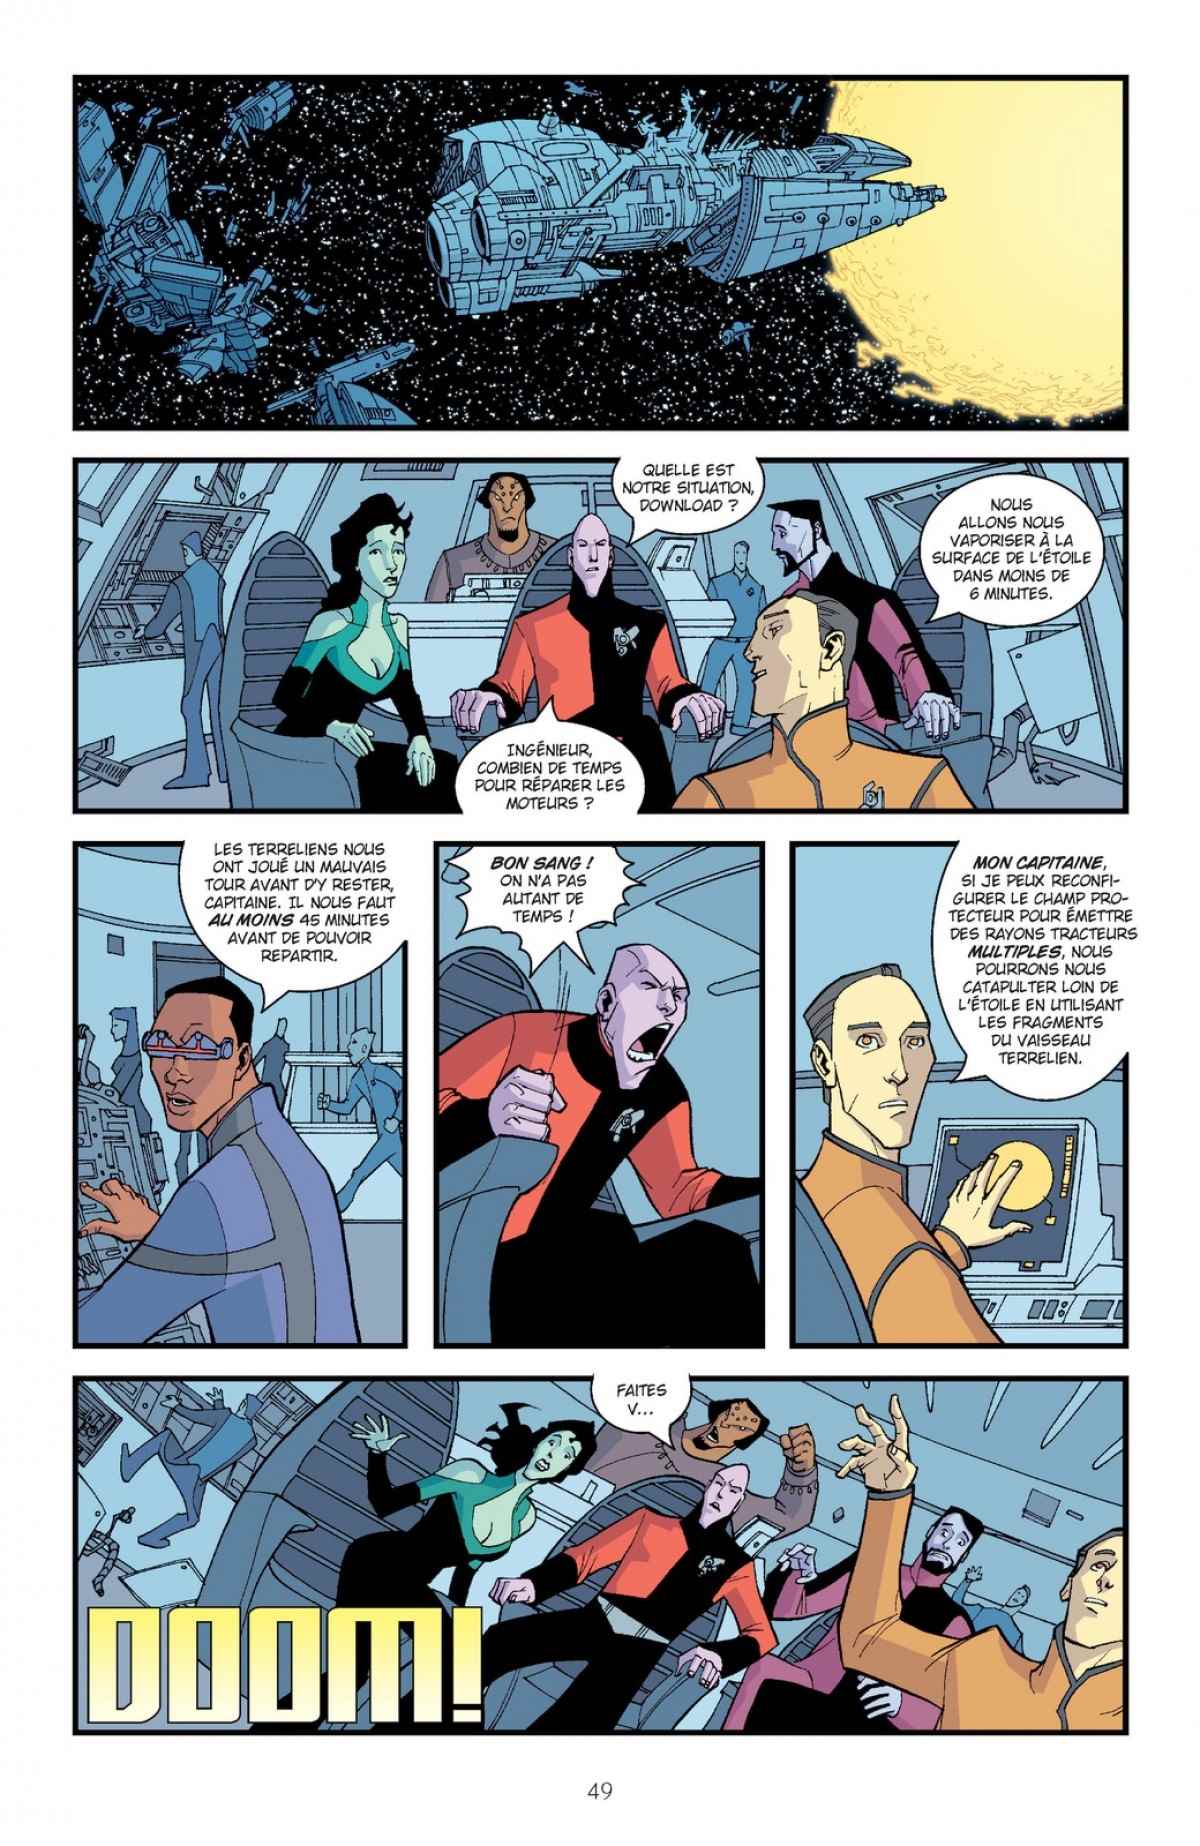 QUELLE EST
NOTRE SITUATION,
DOWNLOAD ?
NOUS
ALLONS NOUS
VAPORISER À LA
SURFACE DE L'ÉTOILE
DANS MOINS DE
6 MINUTES.
INGÉNIEUR,
COMBIEN DE TEMPS
POUR RÉPARER LES
MOTEURS ?
LES TERRELIENS NOUS
ONT JOUÉ UN MAUVAIS
TOUR AVANT D'Y RESTER,
CAPITAINE. IL NOUS FAUT
AU MOINS 45 MINUTES
AVANT DE POUVOIR
REPARTIR.
BON SANG !
ON N'A PAS
AUTANT DE
TEMPS !
MON CAPITAINE,
SI JE PEUX RECONFI-
GURER LE CHAMP PRO-
TECTEUR POUR ÉMETTRE
DES RAYONS TRACTEURS
MULTIPLES, NOUS
POURRONS NOUS
CATAPULTER LOIN DE
L'ÉTOILE EN UTILISANT
LES FRAGMENTS
DU VAISSEAU
TERRELIEN.
FAITES
V...
DOOM!
49